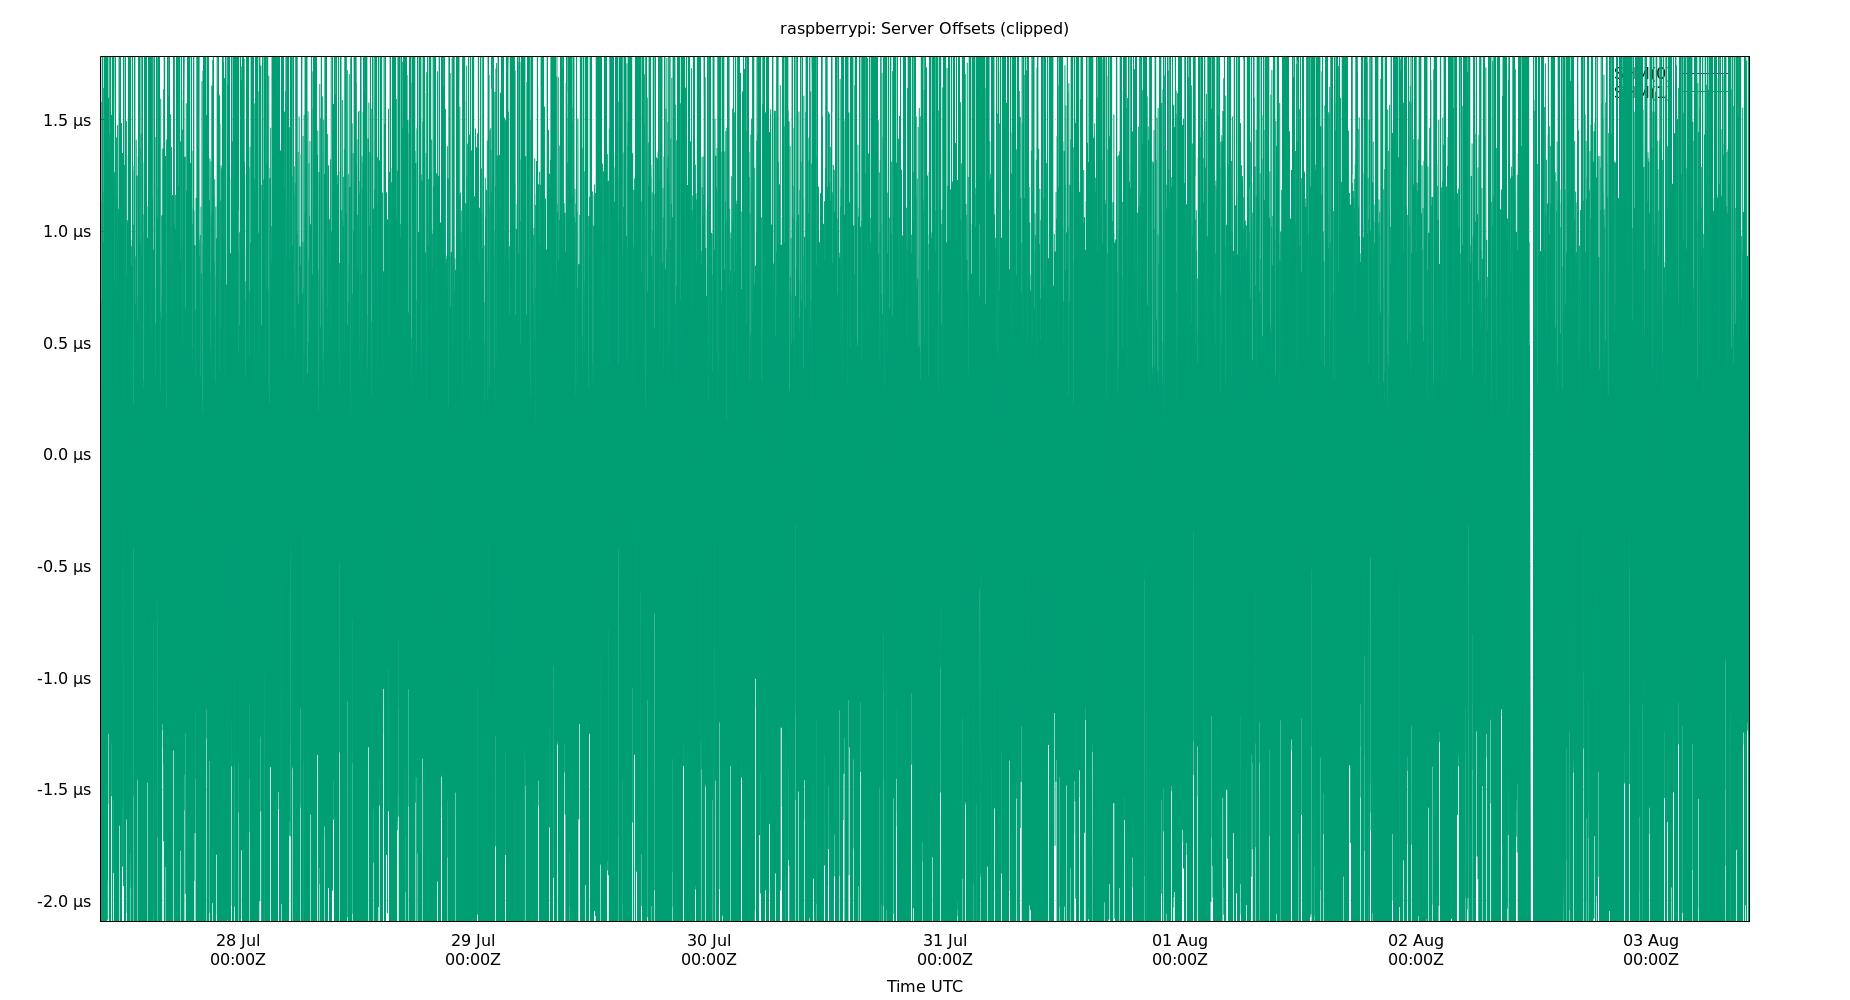 raspberrypi: Server Offsets (clipped)
1.5 µs
1.0 µs
0.5 µs
0.0 µs
-0.5 µs
-1.0 µs
-1.5 µs
-2.0 µs
28 Jul 29 Jul 30 Jul 31 Jul 01 Aug 02 Aug 03 Aug
00:00Z 00:00Z 00:00Z 00:00Z 00:00Z 00:00Z 00:00Z
Time UTC